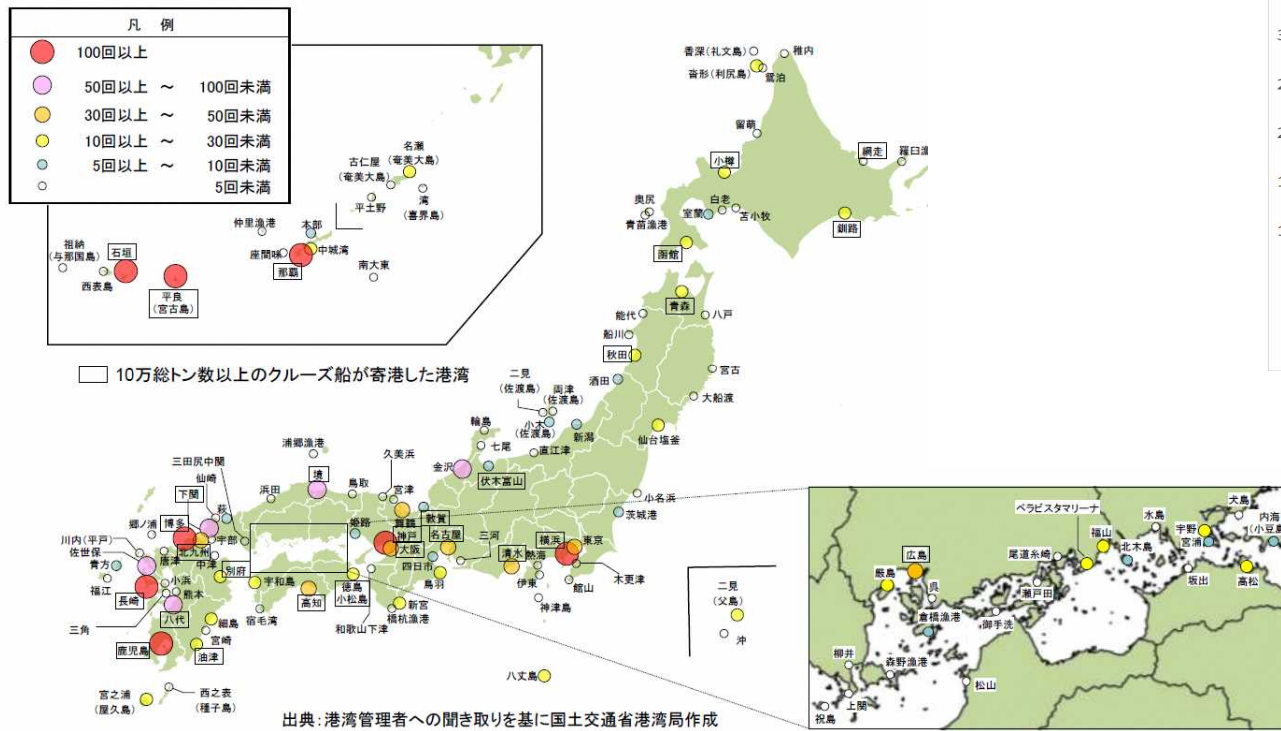 凡 例
100回以上
50回以上 ～ 100回未満
30回以上 ～ 50回未満
10回以上 ～ 30回未満
5回以上 ～ 10回未満
5回未満
名瀬
(奄美大島)
古仁屋
(奄美大島)
平土野
湾
(喜界島)
仲里漁港
本部
祖納
(与那国島)
石垣
座間味
中城湾
那覇
南大東
西表島
平良
(宮古島)
10万総トン数以上のクルーズ船が寄港した港湾
香深(礼文島)
稚内
沓形(利尻島)
鴛泊
留萌
小樽
網走
羅臼漁
奥尻
青苗漁港
室蘭
白老
苫小牧
釧路
函館
青森
能代
八戸
船川
秋田
宮古
酒田
大船渡
二見
(佐渡島)
両津
(佐渡島)
小木
(佐渡島)
新潟
仙台塩釜
輪島
七尾
直江津
金沢
伏木富山
小名浜
茨城港
浦郷漁港
三田尻中関
仙崎
境
鳥取
久美浜
宮津
浜田
下関
萩
舞鶴
敦賀
姫路
神戸
名古屋
三河
横浜
東京
博多
郷ノ浦
宇部
大阪
清水
熱海
川内(平戸)
北九州
四日市
木更津
佐世保
唐津
中津
別府
宇和島
徳島
小松島
鳥羽
伊東
館山
青方
小浜
福江
熊本
高知
新宮
神津島
長崎
八代
細島
宿毛湾
橋杭漁港
三角
宮崎
和歌山下津
鹿児島
油津
宮之浦
(屋久島)
西之表
(種子島)
八丈島
二見
(父島)
沖
出典:港湾管理者への聞き取りを基に国土交通省港湾局作成
ベラビスタマリーナ
福山
水島
宇野
犬島
宮浦
内海
(小豆島)
広島
尾道糸崎
北木島
厳島
呉
瀬戸田
坂出
高松
倉橋漁港
御手洗
柳井
森野漁港
松山
上関
祝島